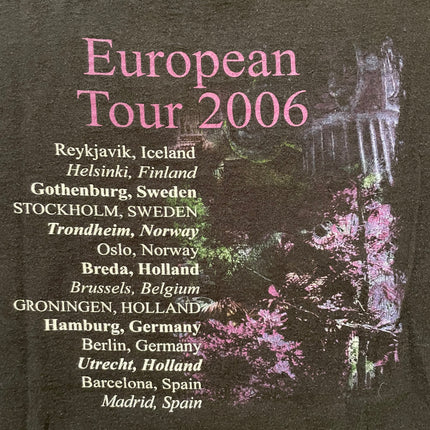 European
Tour 2006
Reykjavik, Iceland
Helsinki, Finland
Gothenburg, Sweden
STOCKHOLM, SWEDEN
Trondheim, Norway
Oslo, Norway
Breda, Holland
Brussels, Belgium
GRONINGEN, HOLLAND
Hamburg, Germany
Berlin, Germany
Utrecht, Holland
Barcelona, Spain
Madrid, Spain